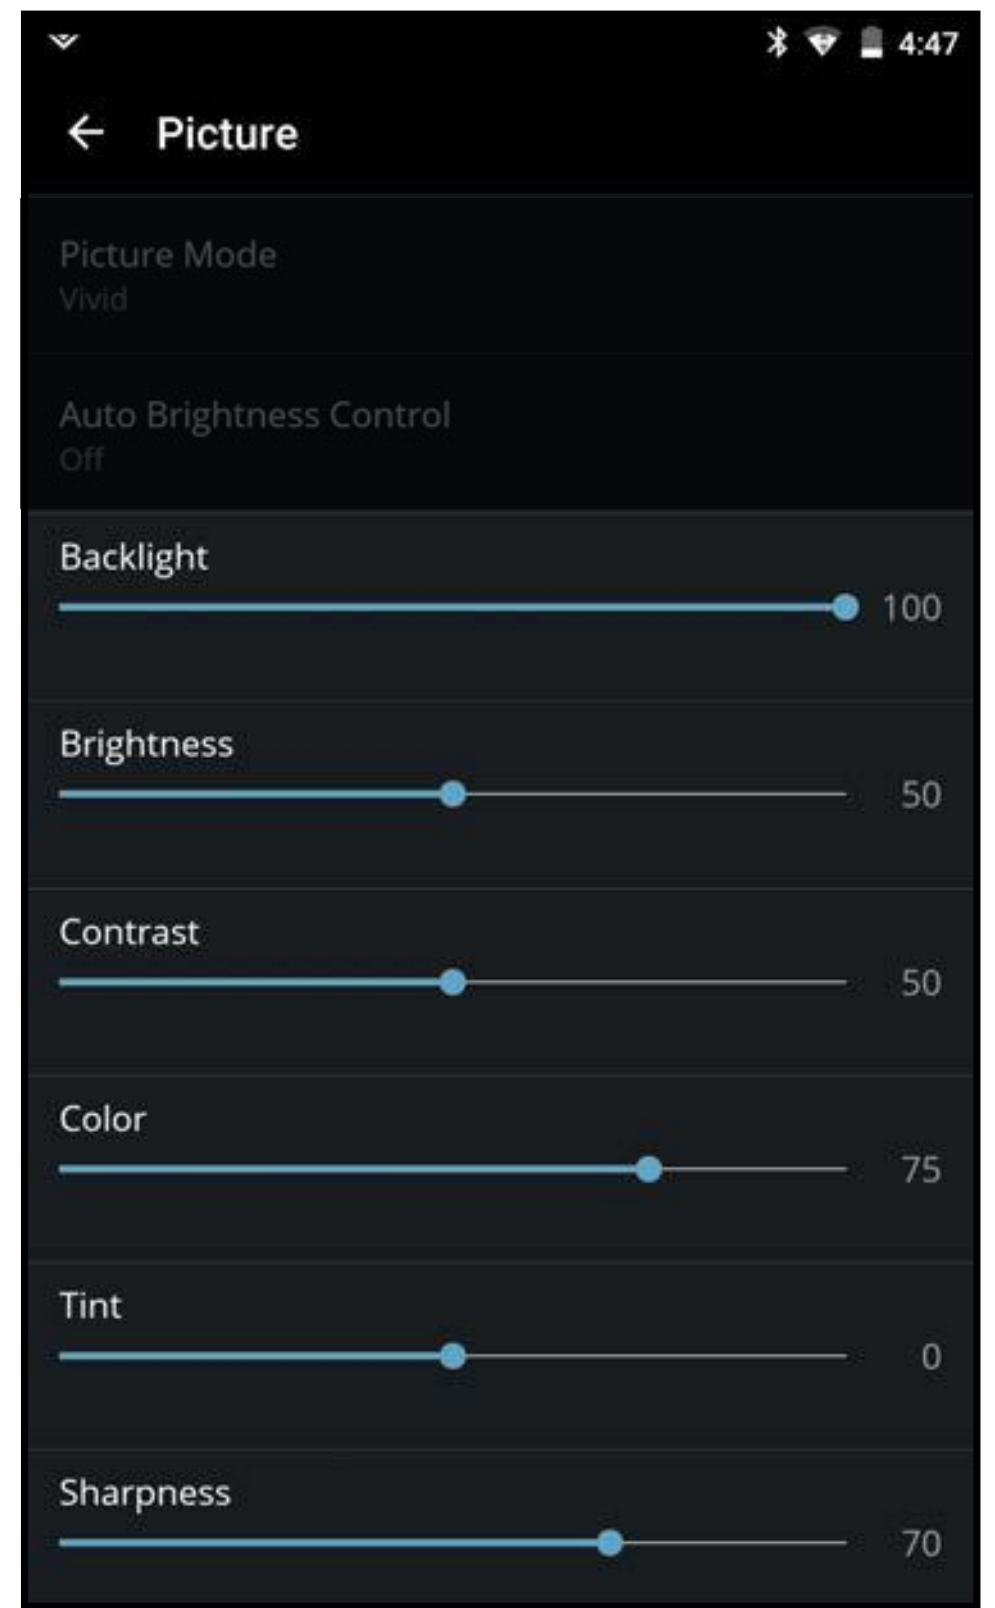 4:47
Picture
Picture Mode
Vivid
Auto Brightness Control
Off
Backlight
100
Brightness
50
Contrast
50
Color
75
Tint
0
Sharpness
70